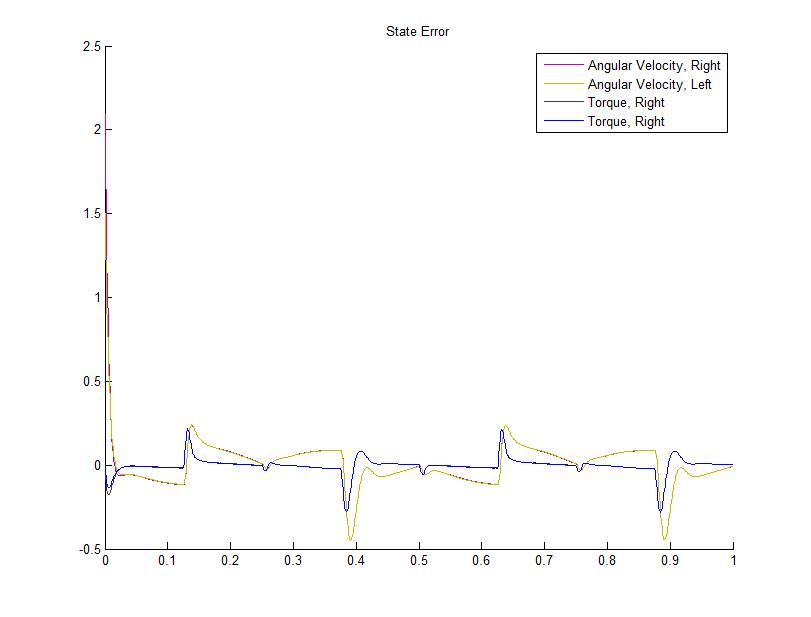 State Error
2.5
2
1.5
1
0.5
0
-0.5
Angular Velocity, Right
Angular Velocity, Left
Torque, Right
Torque, Right
0 0.1 0.2 0.3 0.4 0.5 0.6 0.7 0.8 0.9 1